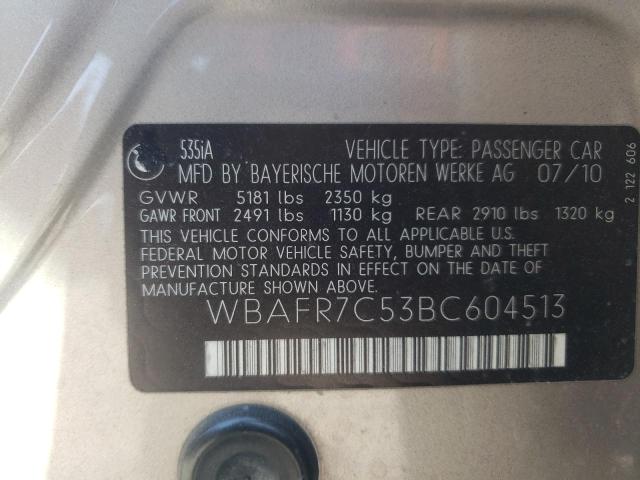 535iA VEHICLE TYPE: PASSENGER CAR
MFD BY BAYERISCHE MOTOREN WERKE AG 07/10
GVWR 5181 lbs 2350 kg
GAWR FRONT 2491 lbs 1130 kg REAR 2910 lbs 1320 kg
THIS VEHICLE CONFORMS TO ALL APPLICABLE U.S.
FEDERAL MOTOR VEHICLE SAFETY, BUMPER AND THEFT
PREVENTION STANDARDS IN EFFECT ON THE DATE OF
MANUFACTURE SHOWN ABOVE.
WBAFR7C53BC604513
2 122 606